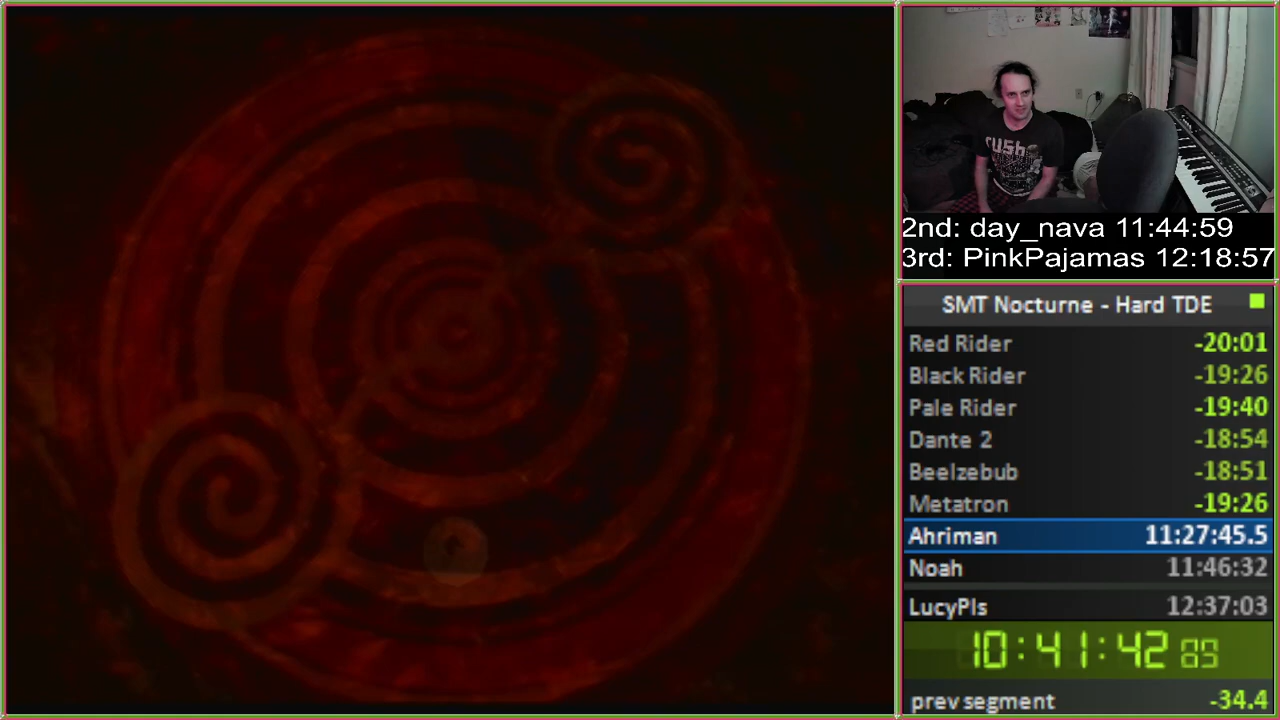 rush
2nd: day_nava 11:44:59
3rd: PinkPajamas 12:18:57
SMT Nocturne - Hard TDE
Red Rider -20:01
Black Rider -19:26
Pale Rider -19:40
Dante 2 -18:54
Beelzebub -18:51
Metatron -19:26
Ahriman 11:27:45.5
Noah 11:46:32
LucyPls 12:37:03
10:41:42 89
prev segment -34.4